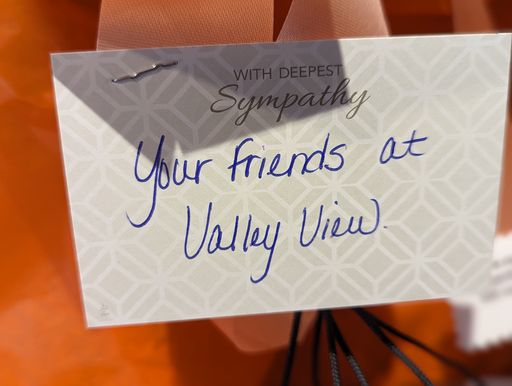 WITH DEEPEST
Sympathy
Your friends at
Valley View.